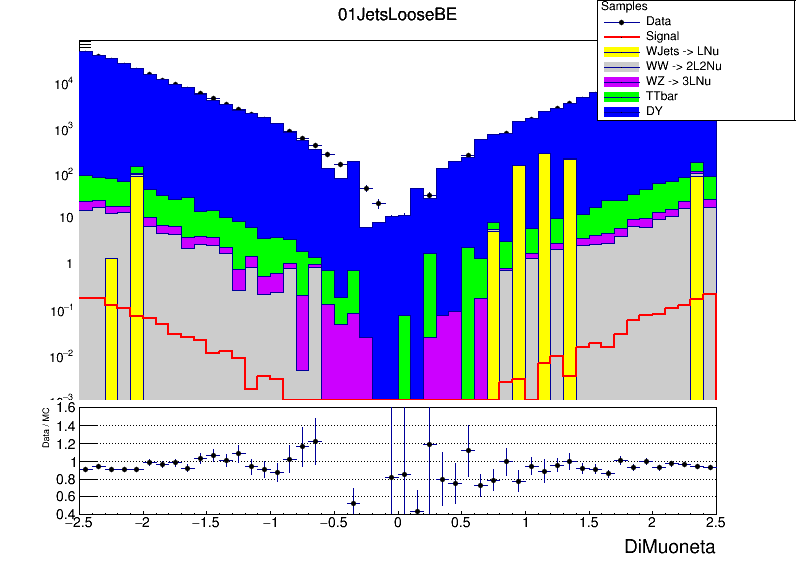 01JetsLooseBE
Samples
Data
Signal
WJets -> LNu
WW -> 2L2Nu
WZ -> 3LNu
TTbar
DY
10^4
10^3
10^2
10
1
10^-1
10^-2
1.6
1.4
1.2
1
0.8
0.6
0.4
Data / MC
−2.5 −2 −1.5 −1 −0.5 0 0.5 1 1.5 2 2.5
DiMuoneta